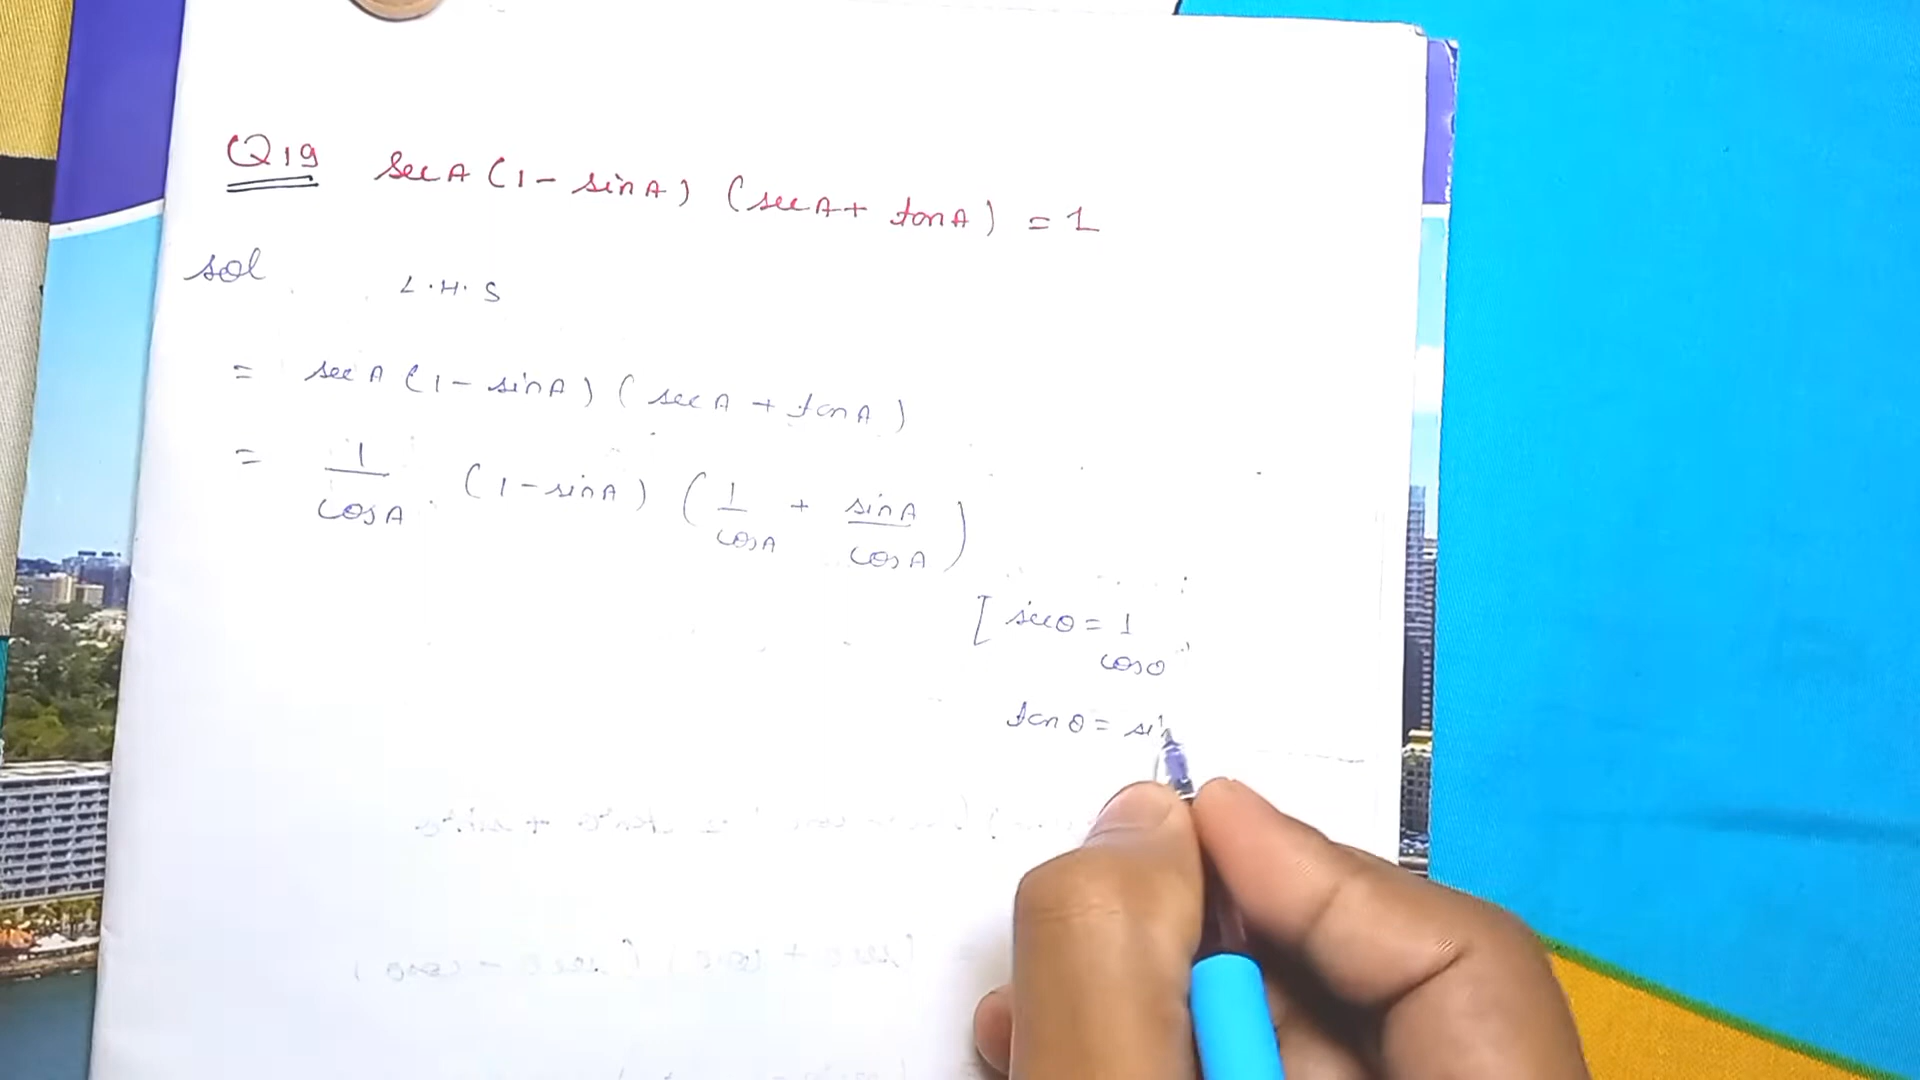 Q19 secA (1 - sinA) (secA + tanA) = 1
sol
L.H.S
= secA (1 - sinA) (secA + tanA)
= 1/cosA . (1 - sinA) (1/cosA + sinA/cosA)
[ secθ = 1/cosθ
tanθ = sin